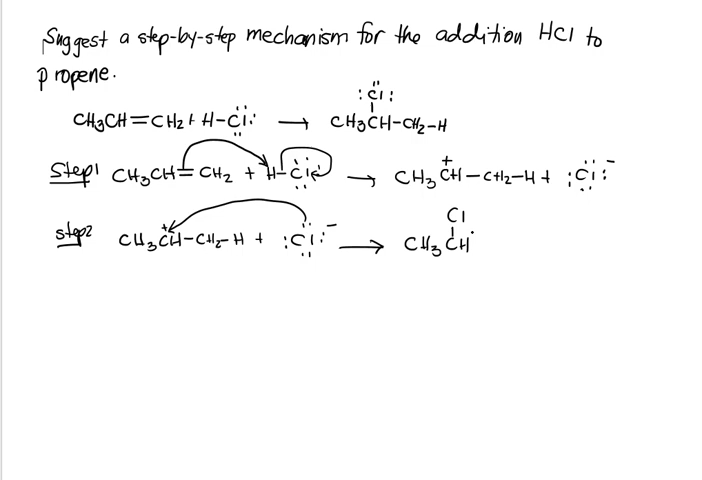 Suggest a step-by-step mechanism for the addition HCl to
propene.
:Cl:
CH3CH=CH2 + H-Cl: → CH3CH-CH2-H
Step1 CH3CH=CH2 + H-Cl → CH3CH+-CH2-H + :Cl:-
step2 CH3CH+-CH2-H + :Cl:- → CH3CH
Cl